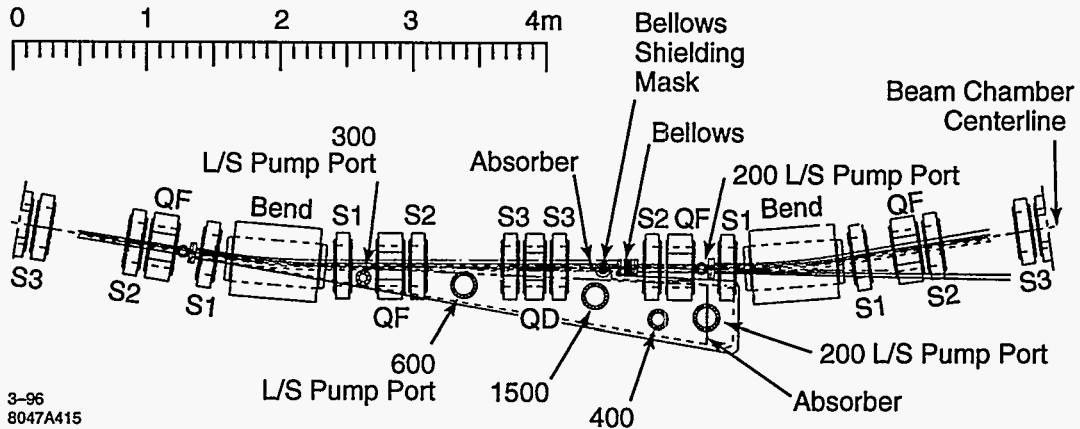 0 1 2 3 4m
Bellows
Shielding
Mask
Beam Chamber
Centerline
300
L/S Pump Port
Absorber
Bellows
200 L/S Pump Port
QF
Bend
S1
S2
S3
S3
S2
QF
S1
Bend
QF
S3
S2
S1
QF
QD
S1
S2
S3
600
L/S Pump Port
1500
400
200 L/S Pump Port
Absorber
3–96
8047A415